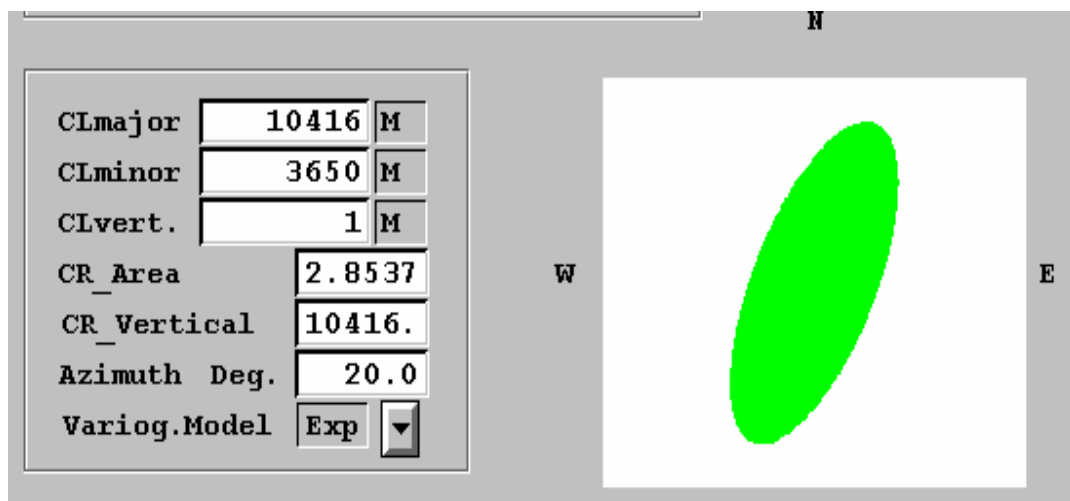 N
CLmajor 10416 M
CLminor 3650 M
CLvert. 1 M
CR_Area 2.8537
W E
CR_Vertical 10416.
Azimuth Deg. 20.0
Variog.Model Exp